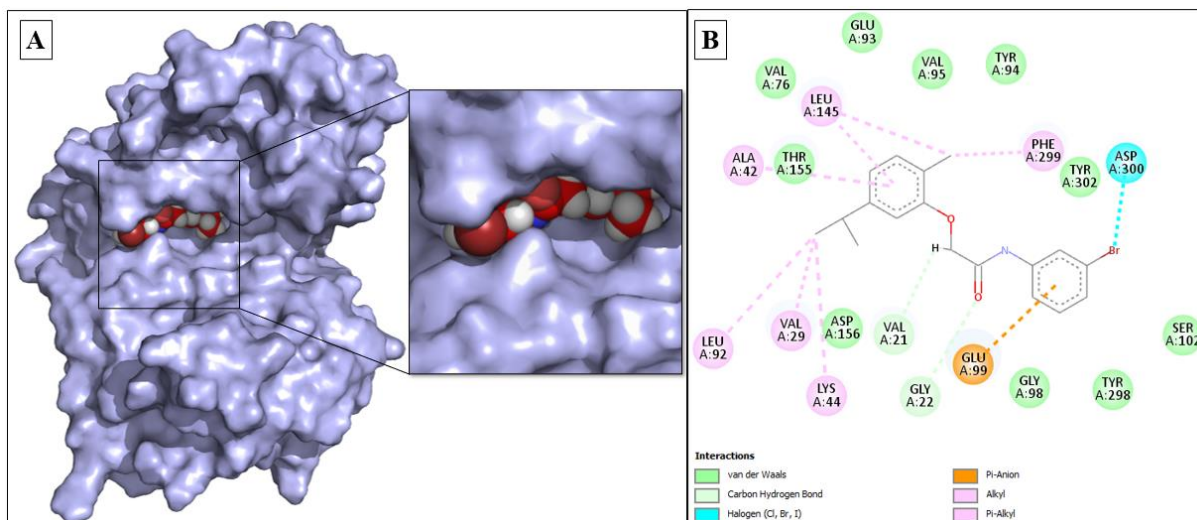 A
B
GLU
A:93
VAL
A:76
VAL
A:95
TYR
A:94
LEU
A:145
ALA
A:42
THR
A:155
PHE
A:299
TYR
A:302
ASP
A:300
O
H
N
Br
O
LEU
A:92
VAL
A:29
ASP
A:156
VAL
A:21
LYS
A:44
GLY
A:22
GLU
A:99
GLY
A:98
TYR
A:298
SER
A:102
Interactions
van der Waals
Carbon Hydrogen Bond
Halogen (Cl, Br, I)
Pi-Anion
Alkyl
Pi-Alkyl